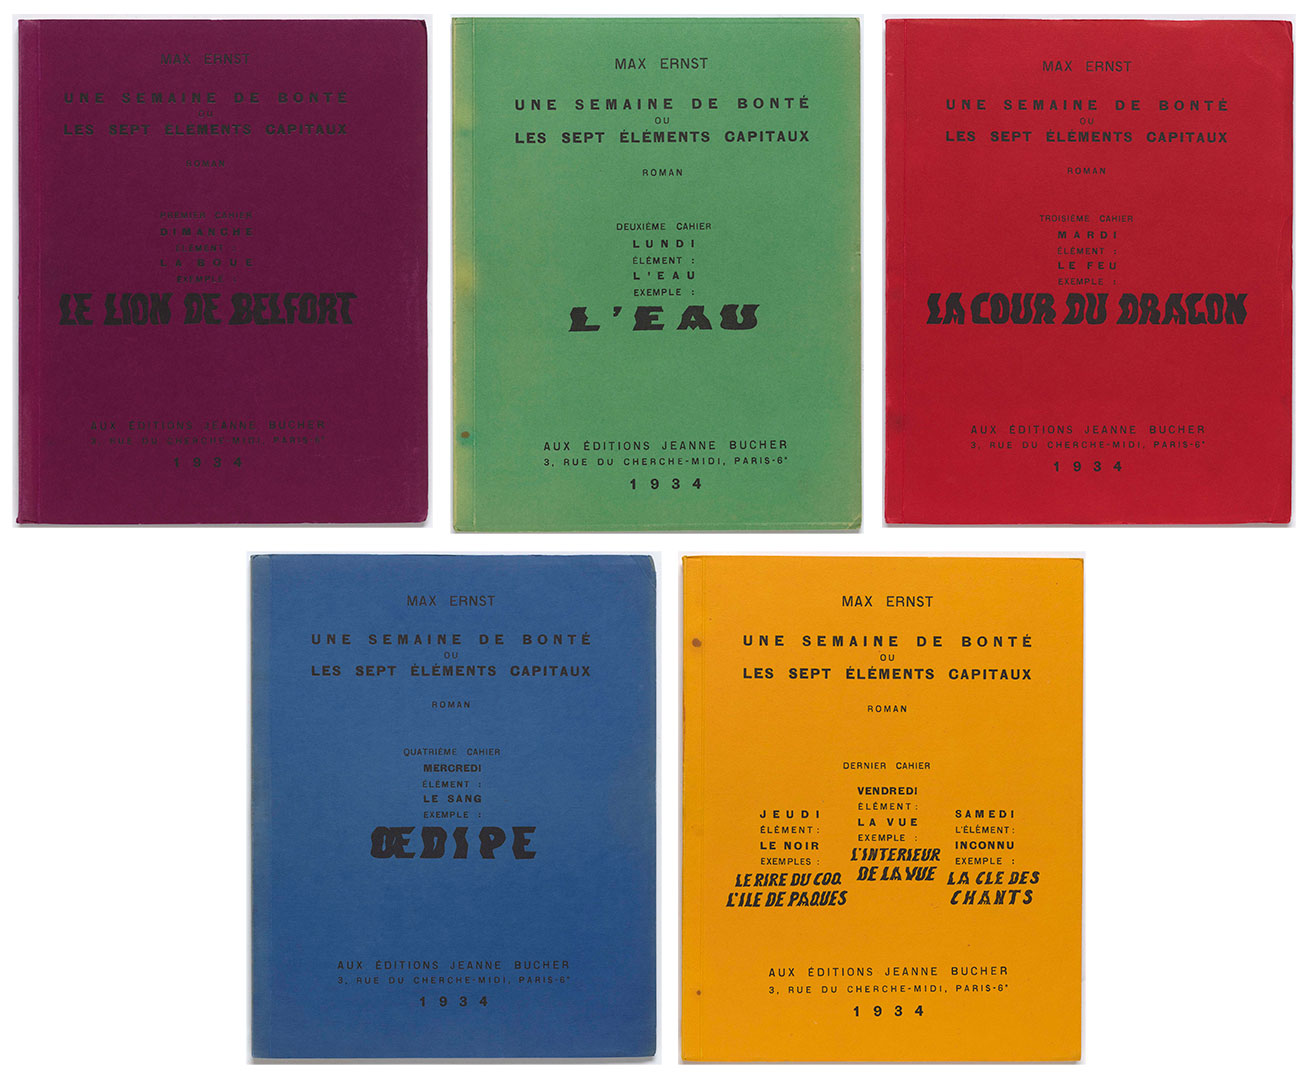 MAX ERNST
UNE SEMAINE DE BONTÉ
OU
LES SEPT ÉLÉMENTS CAPITAUX
ROMAN
PREMIER CAHIER
DIMANCHE
ÉLÉMENT :
LA BOUE
EXEMPLE :
LE LION DE BELFORT
AUX ÉDITIONS JEANNE BUCHER
3, RUE DU CHERCHE-MIDI, PARIS-6e
1934
MAX ERNST
UNE SEMAINE DE BONTÉ
OU
LES SEPT ÉLÉMENTS CAPITAUX
ROMAN
DEUXIÈME CAHIER
LUNDI
ÉLÉMENT :
L'EAU
EXEMPLE :
L'EAU
AUX ÉDITIONS JEANNE BUCHER
3, RUE DU CHERCHE-MIDI, PARIS-6e
1934
MAX ERNST
UNE SEMAINE DE BONTÉ
OU
LES SEPT ÉLÉMENTS CAPITAUX
ROMAN
TROISIÈME CAHIER
MARDI
ÉLÉMENT :
LE FEU
EXEMPLE :
LA COUR DU DRAGON
AUX ÉDITIONS JEANNE BUCHER
3, RUE DU CHERCHE-MIDI, PARIS-6e
1934
MAX ERNST
UNE SEMAINE DE BONTÉ
OU
LES SEPT ÉLÉMENTS CAPITAUX
ROMAN
QUATRIÈME CAHIER
MERCREDI
ÉLÉMENT :
LE SANG
EXEMPLE :
ŒDIPE
AUX ÉDITIONS JEANNE BUCHER
3, RUE DU CHERCHE-MIDI, PARIS-6e
1934
MAX ERNST
UNE SEMAINE DE BONTÉ
OU
LES SEPT ÉLÉMENTS CAPITAUX
ROMAN
DERNIER CAHIER
JEUDI
ÉLÉMENT :
LE NOIR
EXEMPLES :
LE RIRE DU COQ
L'ILE DE PAQUES
VENDREDI
ÉLÉMENT :
LA VUE
EXEMPLE :
L'INTERIEUR
DE LA VUE
SAMEDI
L'ÉLÉMENT :
INCONNU
EXEMPLE :
LA CLE DES
CHANTS
AUX ÉDITIONS JEANNE BUCHER
3, RUE DU CHERCHE-MIDI, PARIS-6e
1934